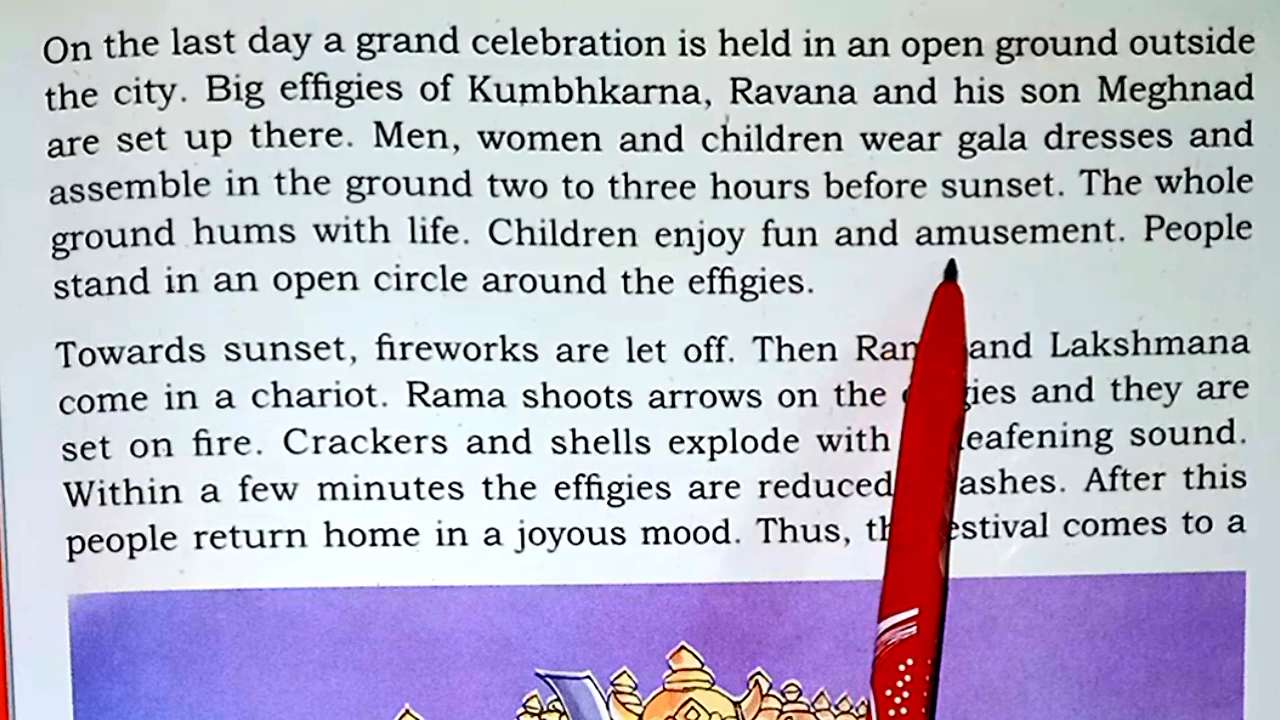 On the last day a grand celebration is held in an open ground outside
the city. Big effigies of Kumbhkarna, Ravana and his son Meghnad
are set up there. Men, women and children wear gala dresses and
assemble in the ground two to three hours before sunset. The whole
ground hums with life. Children enjoy fun and amusement. People
stand in an open circle around the effigies.
Towards sunset, fireworks are let off. Then and Lakshmana
come in a chariot. Rama shoots arrows on the and they are
set on fire. Crackers and shells explode with sound.
Within a few minutes the effigies are reduced ashes. After this
people return home in a joyous mood. Thus, comes to a